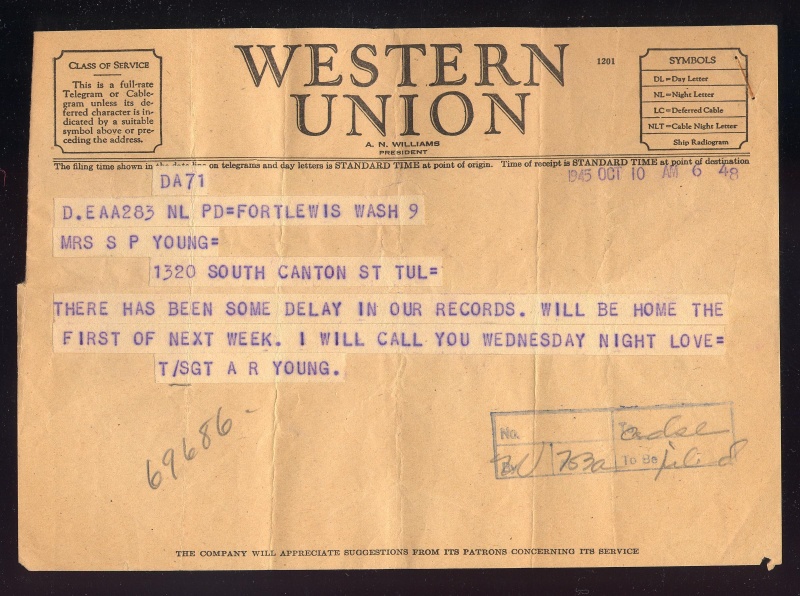 CLASS OF SERVICE
This is a full-rate
Telegram or Cable-
gram unless its de-
ferred character is in-
dicated by a suitable
symbol above or pre-
ceding the address.
WESTERN
UNION
1201
A. N. WILLIAMS
PRESIDENT
SYMBOLS
DL=Day Letter
NL=Night Letter
LC=Deferred Cable
NLT=Cable Night Letter
Ship Radiogram
The filing time shown in the date line on telegrams and day letters is STANDARD TIME at point of origin. Time of receipt is STANDARD TIME at point of destination
DA71
1945 OCT 10 AM 6 48
D.EAA283 NL PD=FORTLEWIS WASH 9
MRS S P YOUNG=
1320 SOUTH CANTON ST TUL=
THERE HAS BEEN SOME DELAY IN OUR RECORDS. WILL BE HOME THE
FIRST OF NEXT WEEK. I WILL CALL YOU WEDNESDAY NIGHT LOVE=
T/SGT A R YOUNG.
69686-
No.
By 703a To Be
THE COMPANY WILL APPRECIATE SUGGESTIONS FROM ITS PATRONS CONCERNING ITS SERVICE